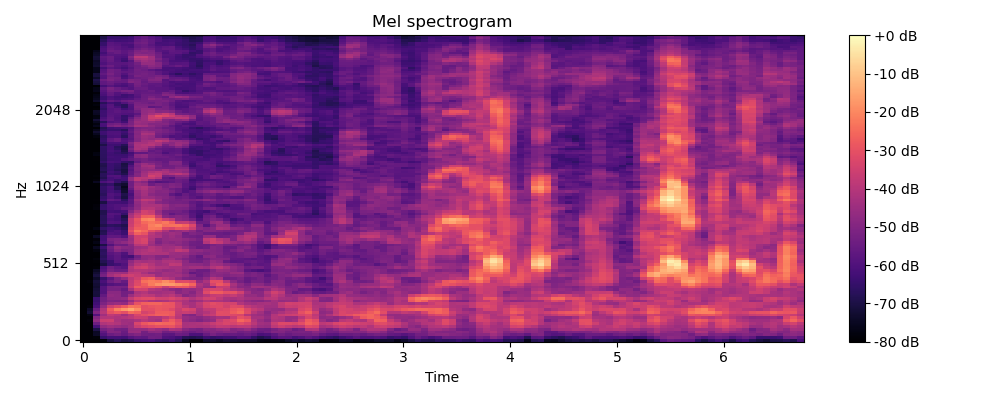 Mel spectrogram
+0 dB
-10 dB
-20 dB
-30 dB
-40 dB
-50 dB
-60 dB
-70 dB
-80 dB
Hz
2048
1024
512
0
0 1 2 3 4 5 6
Time